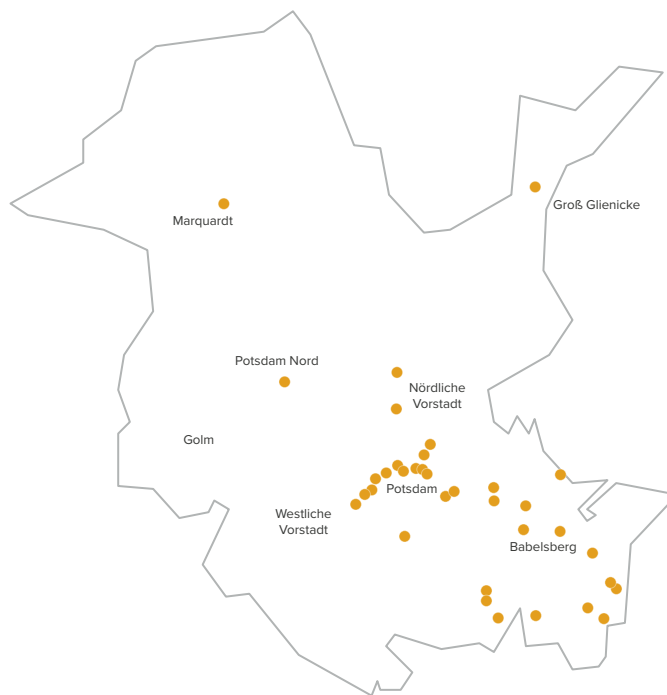 Groß Glienicke
Marquardt
Potsdam Nord
Nördliche
Vorstadt
Golm
Potsdam
Westliche
Vorstadt
Babelsberg